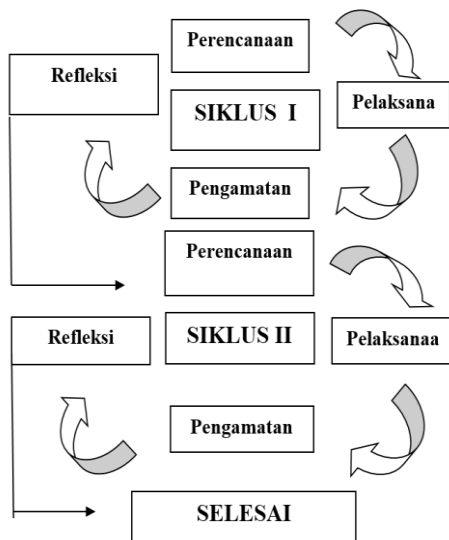 Perencanaan
Refleksi
SIKLUS I
Pelaksana
Pengamatan
Perencanaan
Refleksi
SIKLUS II
Pelaksanaa
Pengamatan
SELESAI